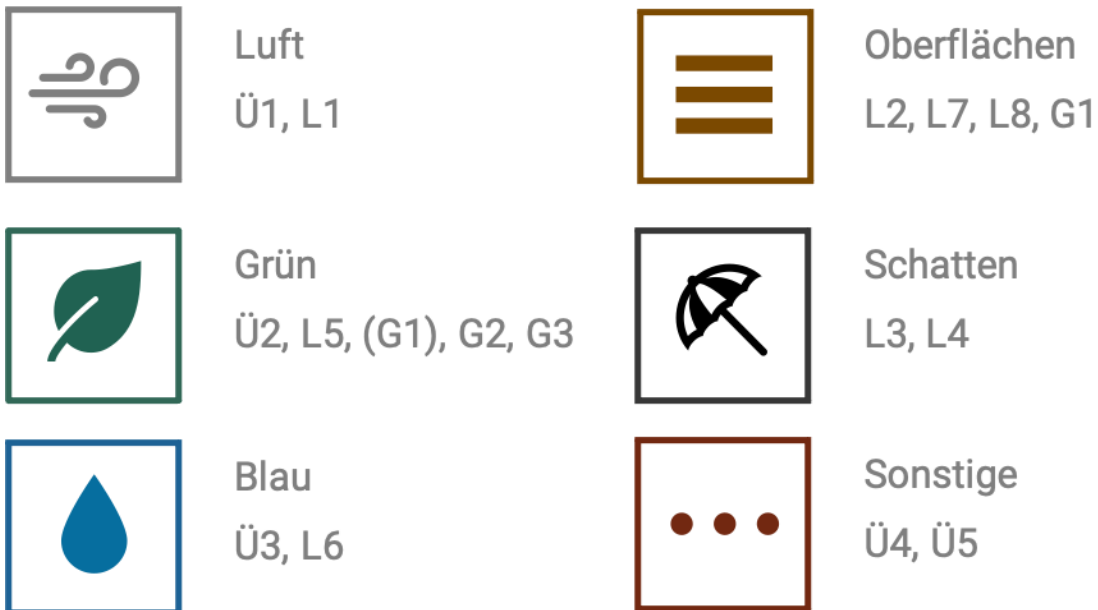 Luft
Ü1, L1
Oberflächen
L2, L7, L8, G1
Grün
Ü2, L5, (G1), G2, G3
Schatten
L3, L4
Blau
Ü3, L6
Sonstige
Ü4, Ü5